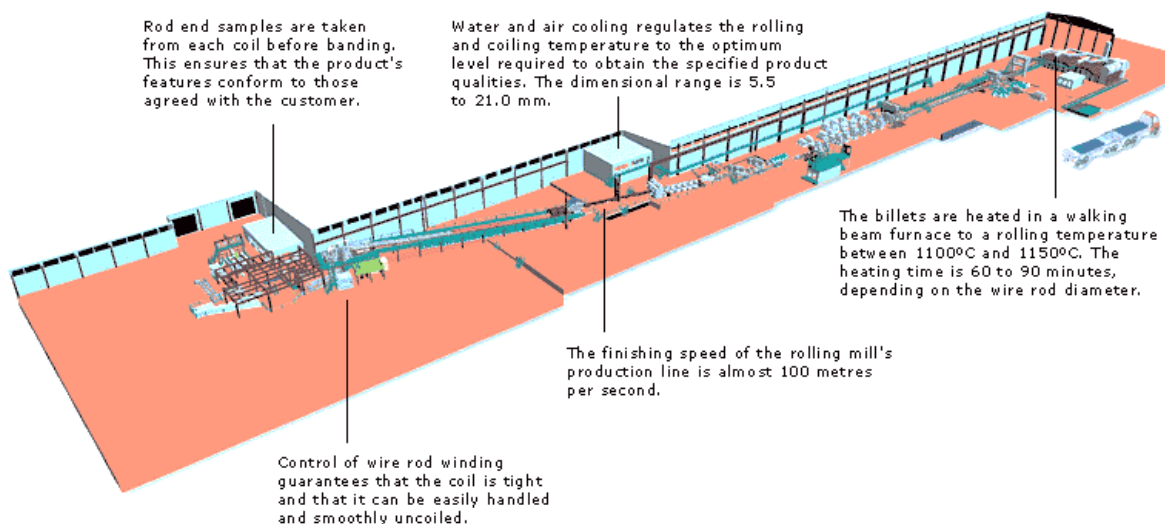 Rod end samples are taken
from each coil before banding.
This ensures that the product's
features conform to those
agreed with the customer.
Water and air cooling regulates the rolling
and coiling temperature to the optimum
level required to obtain the specified product
qualities. The dimensional range is 5.5
to 21.0 mm.
The billets are heated in a walking
beam furnace to a rolling temperature
between 1100ºC and 1150ºC. The
heating time is 60 to 90 minutes,
depending on the wire rod diameter.
The finishing speed of the rolling mill's
production line is almost 100 metres
per second.
Control of wire rod winding
guarantees that the coil is tight
and that it can be easily handled
and smoothly uncoiled.